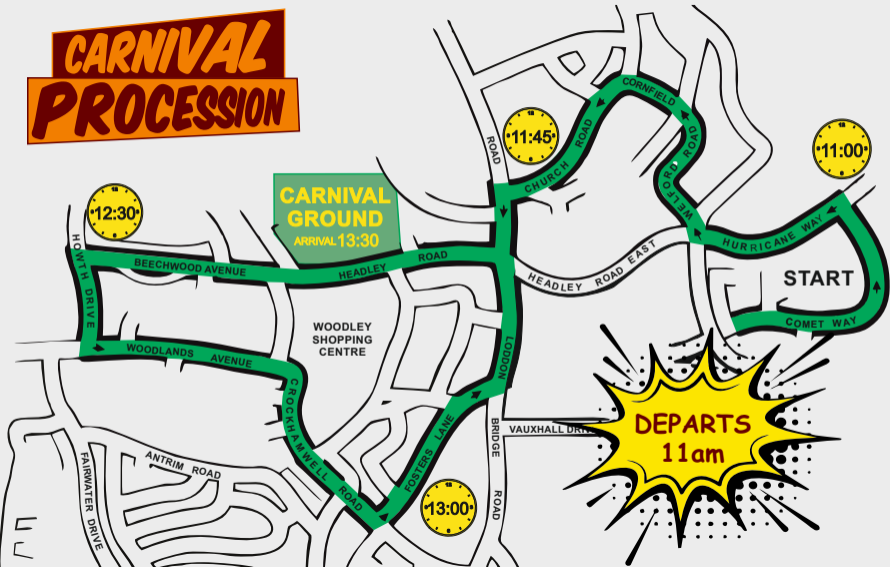 CARNIVAL
PROCESSION
ROAD
11:45
CHURCH ROAD
CORNFIELD
WELFORD ROAD
11:00
12:30
CARNIVAL
GROUND
ARRIVAL 13:30
HURRICANE WAY
START
COMET WAY
HOWTH DRIVE
BEECHWOOD AVENUE
HEADLEY ROAD
HEADLEY ROAD EAST
WOODLEY
SHOPPING
CENTRE
WOODLANDS AVENUE
LODDON
BRIDGE
ROAD
CROCKHAMWELL ROAD
FOSTERS LANE
VAUXHALL DRIV
DEPARTS
11am
ANTRIM ROAD
FAIRWATER DRIVE
13:00